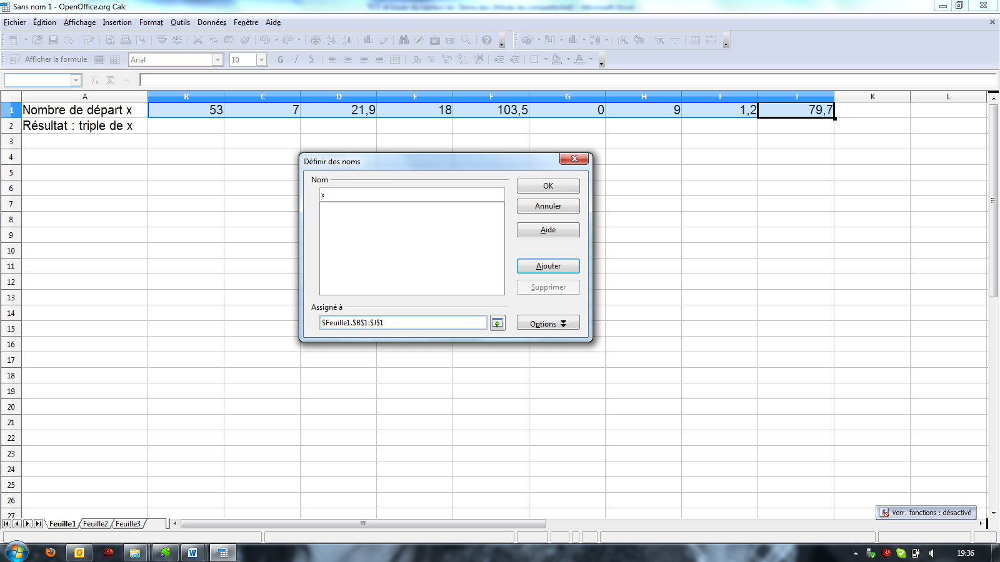 Sans nom 1 - OpenOffice.org Calc
Fichier Édition Affichage Insertion Format Outils Données Fenêtre Aide
Afficher la formule Arial 10 G I S
A B C D E F G H I J K L
1 Nombre de départ x 53 7 21,9 18 103,5 0 9 1,2 79,7
2 Résultat : triple de x
3
4
5
6
7
8
9
10
11
12
13
14
15
16
17
18
19
20
21
22
23
24
25
26
27
Définir des noms
Nom
x
OK
Annuler
Aide
Ajouter
Supprimer
Assigné à
$Feuille1.$B$1:$J$1
Options
Verr. fonctions : désactivé
Feuille1 Feuille2 Feuille3
19:36